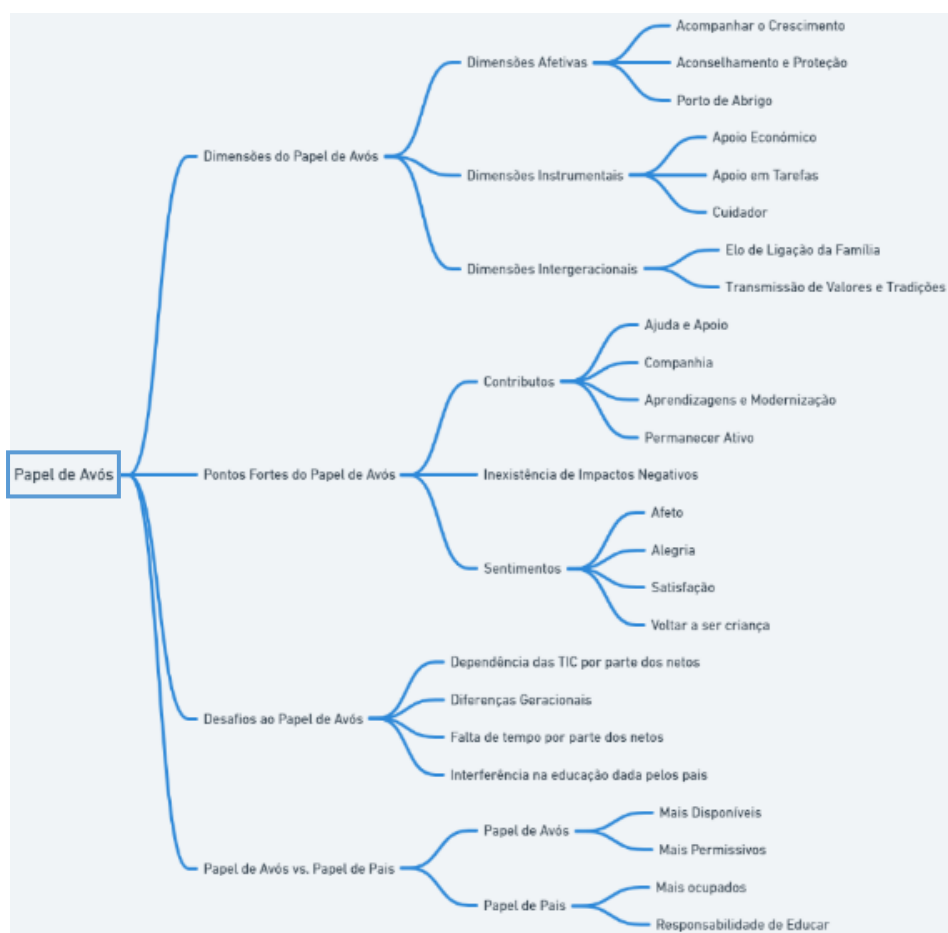 Papel de Avós
Dimensões do Papel de Avós
Dimensões Afetivas
Acompanhar o Crescimento
Aconselhamento e Proteção
Porto de Abrigo
Dimensões Instrumentais
Apoio Económico
Apoio em Tarefas
Cuidador
Dimensões Intergeracionais
Elo de Ligação da Família
Transmissão de Valores e Tradições
Pontos Fortes do Papel de Avós
Contributos
Ajuda e Apoio
Companhia
Aprendizagens e Modernização
Permanecer Ativo
Inexistência de Impactos Negativos
Sentimentos
Afeto
Alegria
Satisfação
Voltar a ser criança
Desafios ao Papel de Avós
Dependência das TIC por parte dos netos
Diferenças Geracionais
Falta de tempo por parte dos netos
Interferência na educação dada pelos pais
Papel de Avós vs. Papel de Pais
Papel de Avós
Mais Disponíveis
Mais Permissivos
Papel de Pais
Mais ocupados
Responsabilidade de Educar